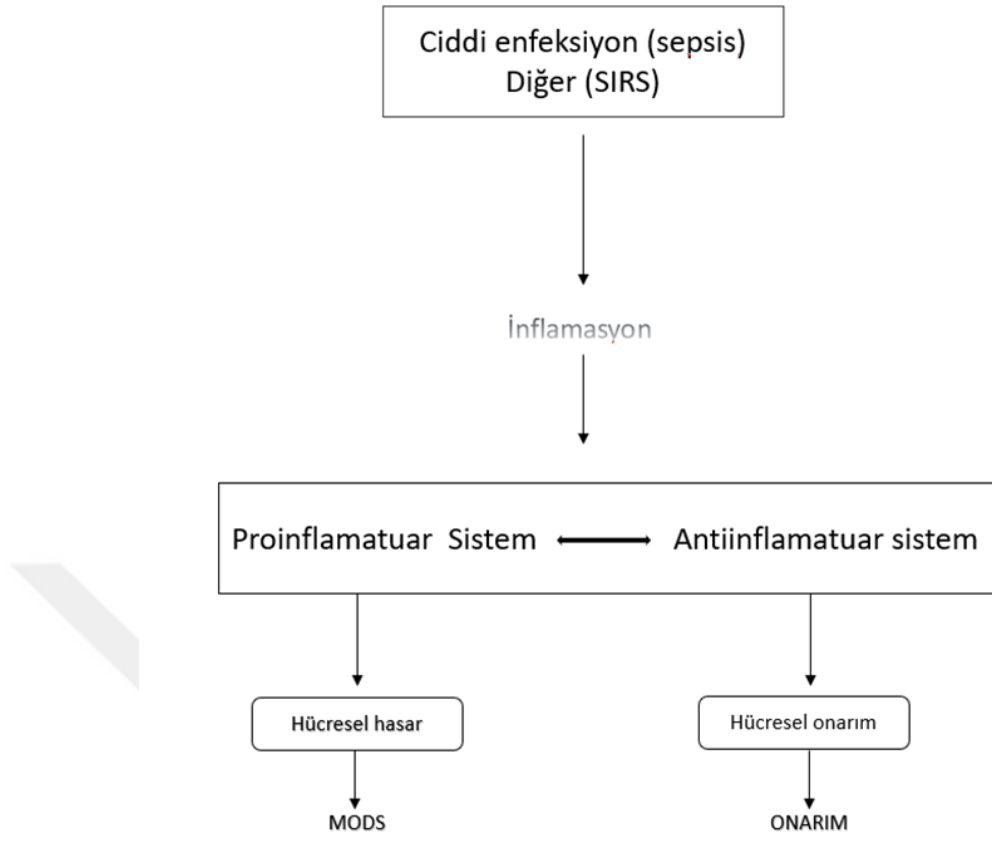 Ciddi enfeksiyon (sepsis)
Diğer (SIRS)
İnflamasyon
Proinflamatuar Sistem
Antiinflamatuar sistem
Hücresel hasar
Hücresel onarım
MODS
ONARIM